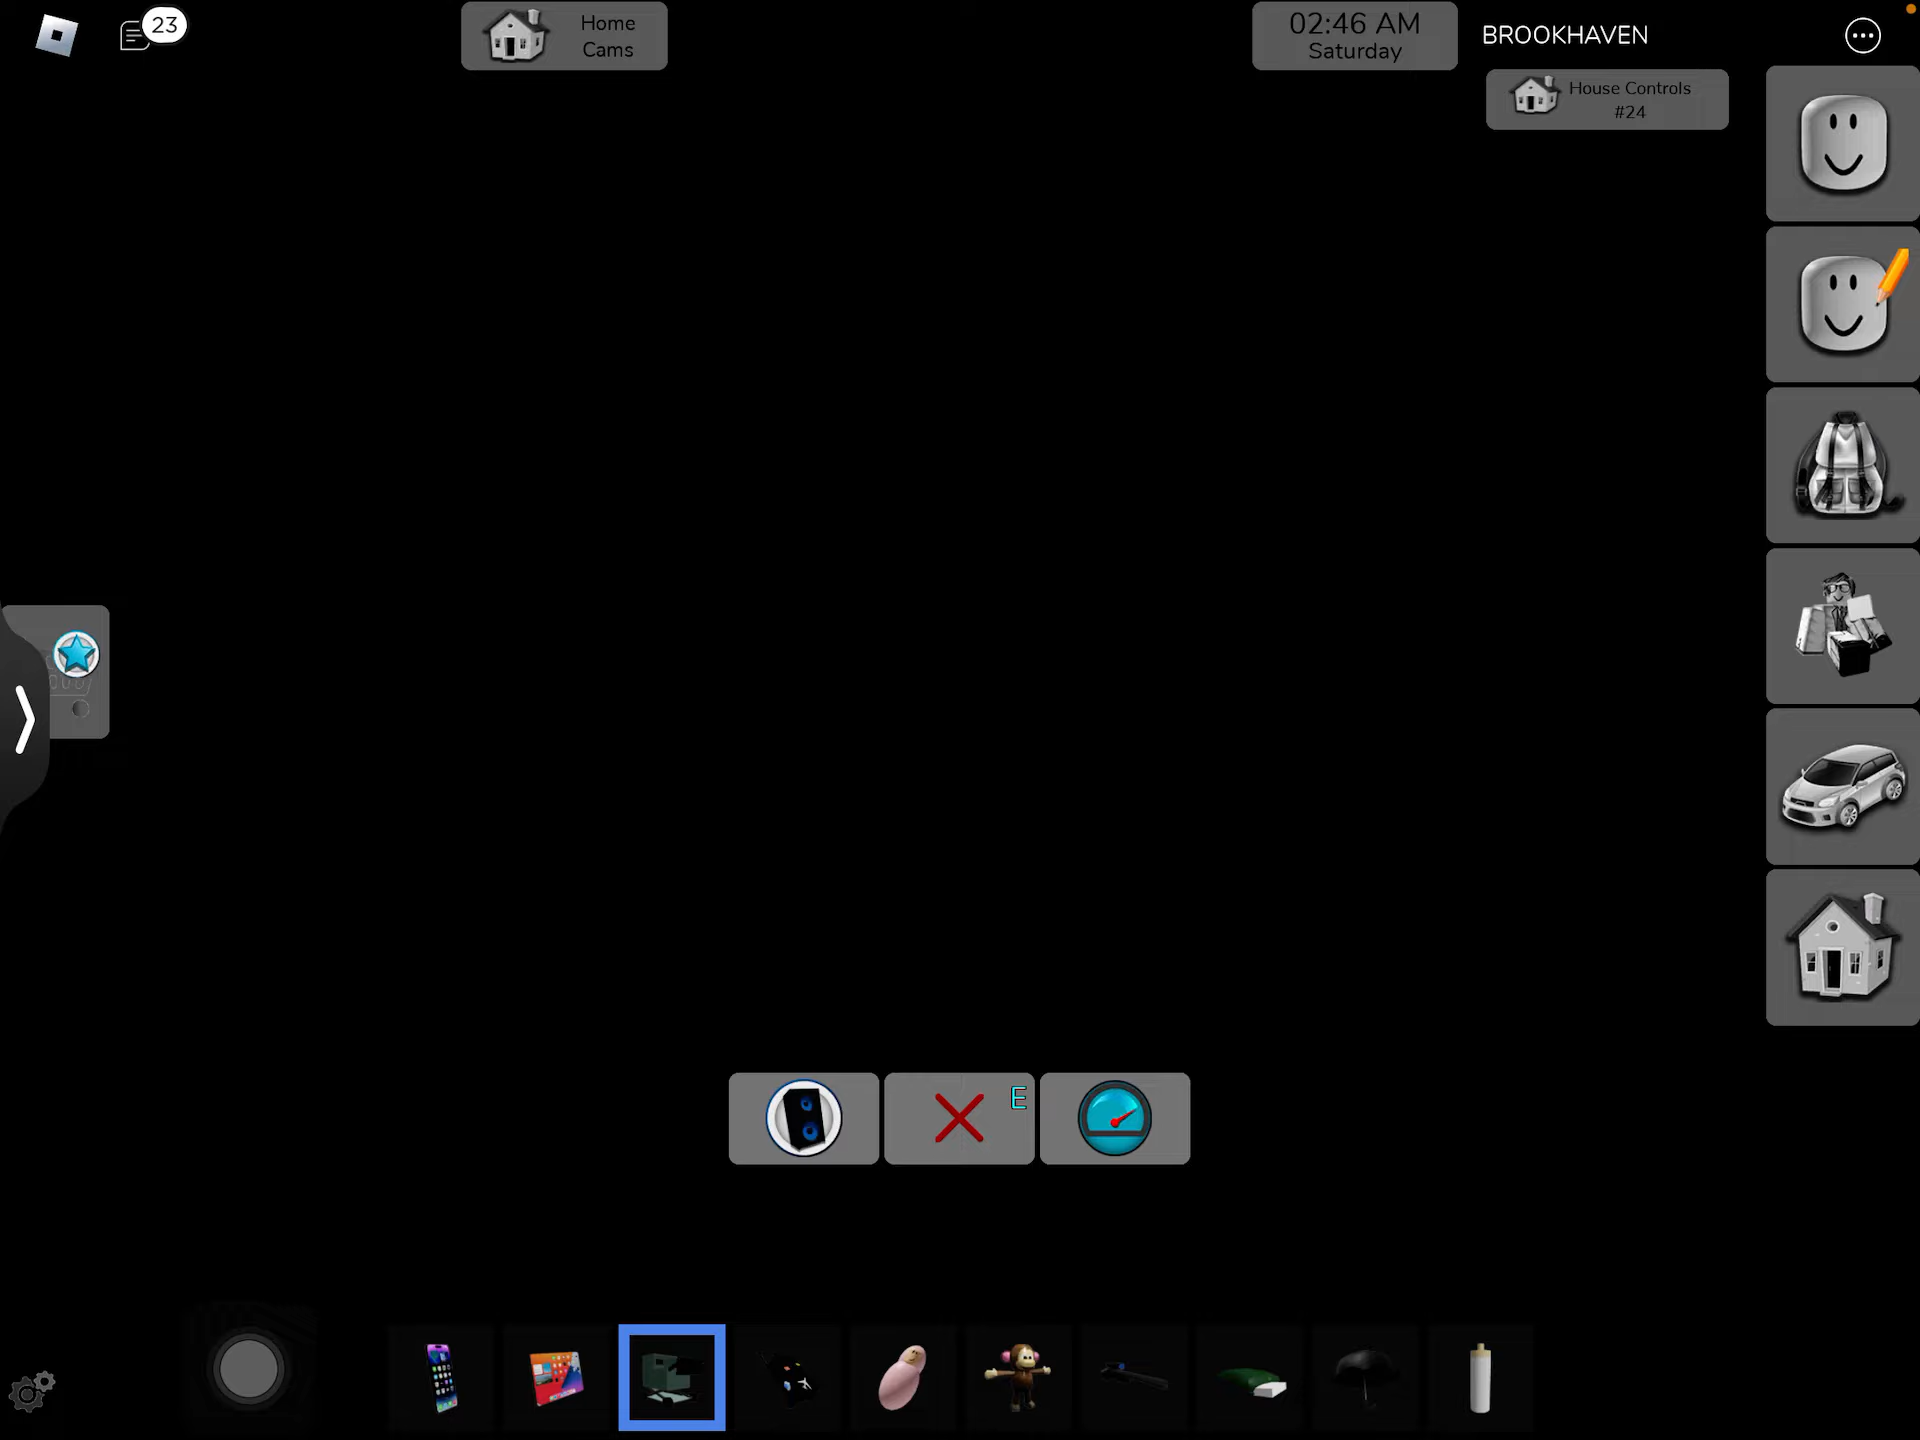 23
Home
Cams
02:46 AM
Saturday
BROOKHAVEN
House Controls
#24
E